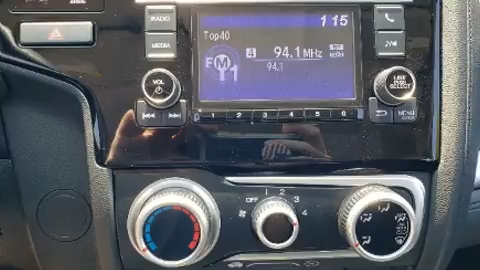 RADIO
MEDIA
VOL
1:15
Top40
FM1
4 94.1 MHz
94.1
1 2 3 4 5 6
SELECT
MENU
OFF 1 2 3 4